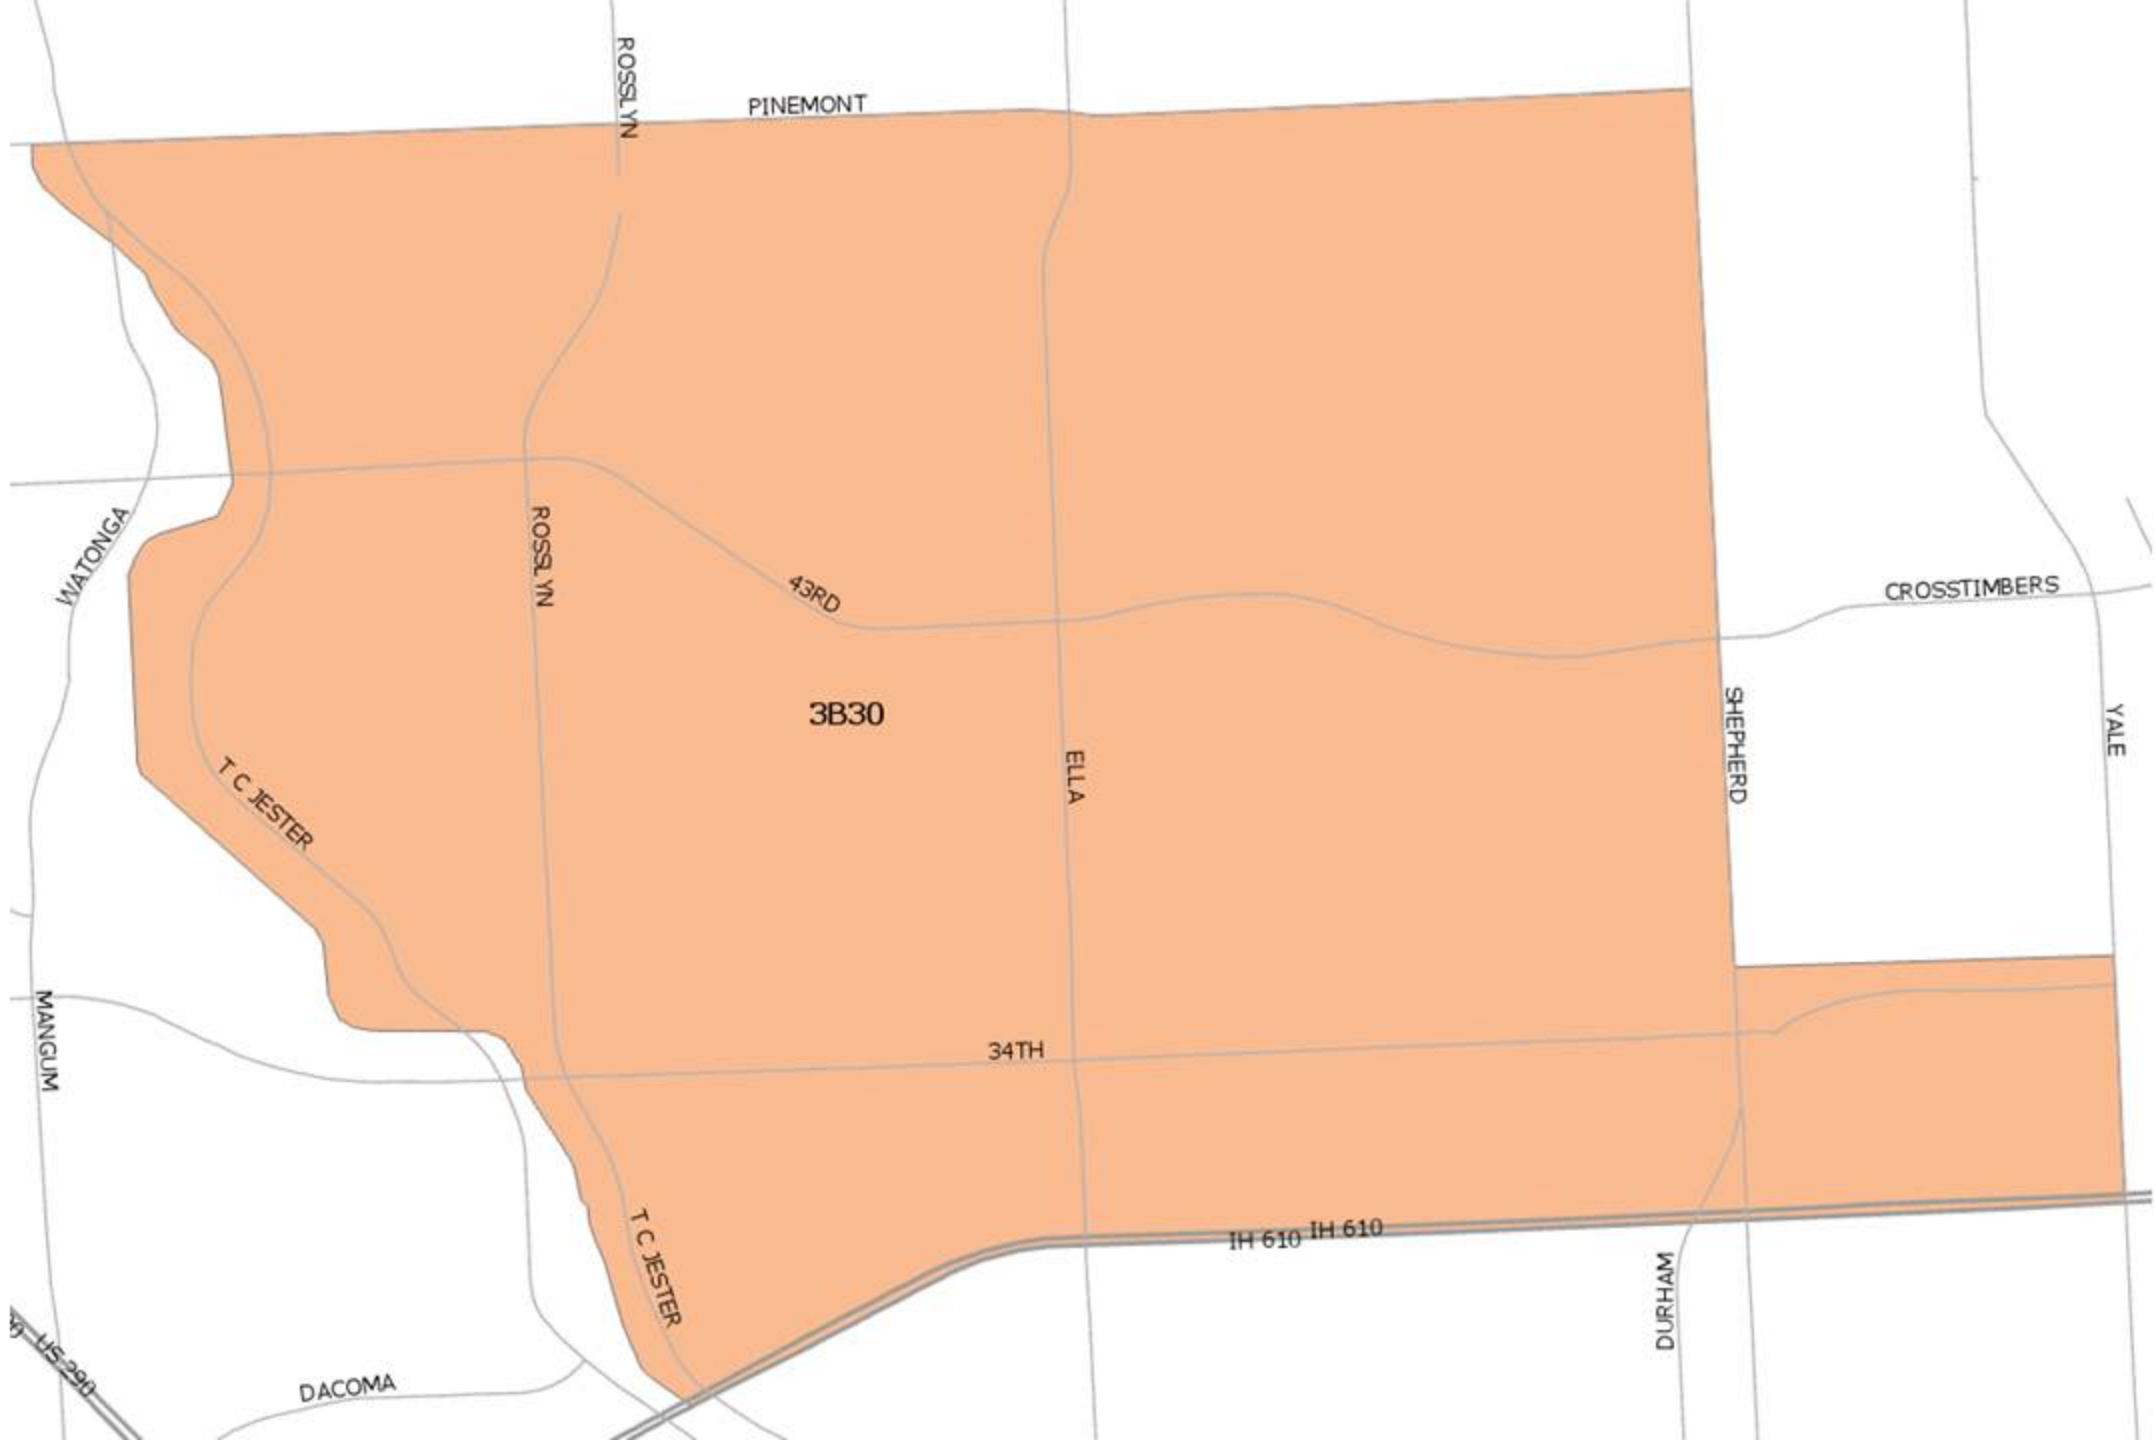 ROSSLYN
PINEMONT
WATONGA
ROSSLYN
43RD
CROSSTIMBERS
3B30
SHEPHERD
YALE
ELLA
T C JESTER
MANGUM
34TH
T C JESTER
IH 610
IH 610
DURHAM
US 290
DACOMA